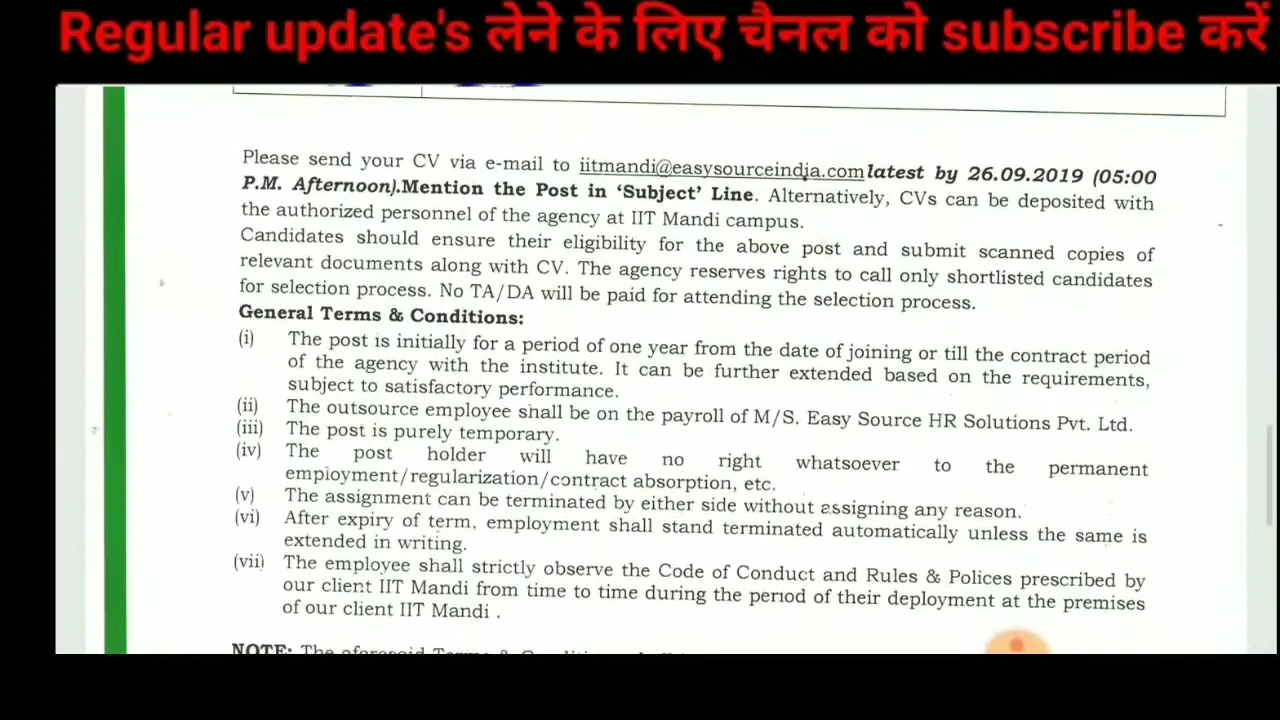 Regular update's लेने के लिए चैनल को subscribe करें
Please send your CV via e-mail to iitmandi@easysourceindia.com latest by 26.09.2019 (05:00
P.M. Afternoon).Mention the Post in ‘Subject’ Line. Alternatively, CVs can be deposited with
the authorized personnel of the agency at IIT Mandi campus.
Candidates should ensure their eligibility for the above post and submit scanned copies of
relevant documents along with CV. The agency reserves rights to call only shortlisted candidates
for selection process. No TA/DA will be paid for attending the selection process.
General Terms & Conditions:
(i) The post is initially for a period of one year from the date of joining or till the contract period
of the agency with the institute. It can be further extended based on the requirements,
subject to satisfactory performance.
(ii) The outsource employee shall be on the payroll of M/S. Easy Source HR Solutions Pvt. Ltd.
(iii) The post is purely temporary.
(iv) The post holder will have no right whatsoever to the permanent
employment/regularization/contract absorption, etc.
(v) The assignment can be terminated by either side without assigning any reason.
(vi) After expiry of term, employment shall stand terminated automatically unless the same is
extended in writing.
(vii) The employee shall strictly observe the Code of Conduct and Rules & Polices prescribed by
our client IIT Mandi from time to time during the period of their deployment at the premises
of our client IIT Mandi .
NOTE: The aforesaid Terms &